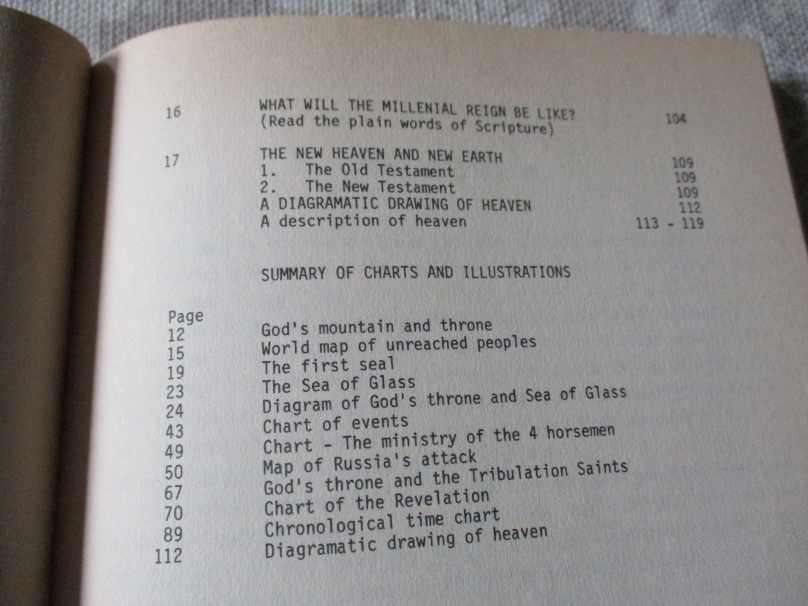 16 WHAT WILL THE MILLENIAL REIGN BE LIKE? 104
(Read the plain words of Scripture)
17 THE NEW HEAVEN AND NEW EARTH 109
1. The Old Testament 109
2. The New Testament 109
A DIAGRAMATIC DRAWING OF HEAVEN 112
A description of heaven 113 - 119
SUMMARY OF CHARTS AND ILLUSTRATIONS
Page
12 God's mountain and throne
15 World map of unreached peoples
19 The first seal
23 The Sea of Glass
24 Diagram of God's throne and Sea of Glass
43 Chart of events
49 Chart - The ministry of the 4 horsemen
50 Map of Russia's attack
67 God's throne and the Tribulation Saints
70 Chart of the Revelation
89 Chronological time chart
112 Diagramatic drawing of heaven